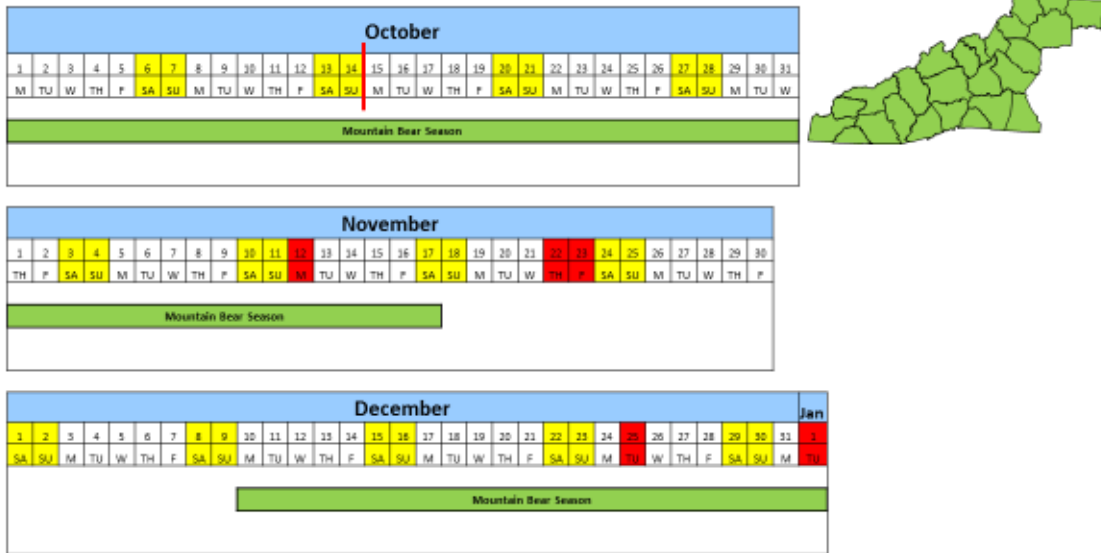 October
1 2 3 4 5 6 7 8 9 10 11 12 13 14 15 16 17 18 19 20 21 22 23 24 25 26 27 28 29 30 31
M TU W TH F SA SU M TU W TH F SA SU M TU W TH F SA SU M TU W TH F SA SU M TU W
Mountain Bear Season
November
1 2 3 4 5 6 7 8 9 10 11 12 13 14 15 16 17 18 19 20 21 22 23 24 25 26 27 28 29 30
TH F SA SU M TU W TH F SA SU M TU W TH F SA SU M TU W TH F SA SU M TU W TH F
Mountain Bear Season
December Jan
1 2 3 4 5 6 7 8 9 10 11 12 13 14 15 16 17 18 19 20 21 22 23 24 25 26 27 28 29 30 31 1
SA SU M TU W TH F SA SU M TU W TH F SA SU M TU W TH F SA SU M TU W TH F SA SU M TU
Mountain Bear Season